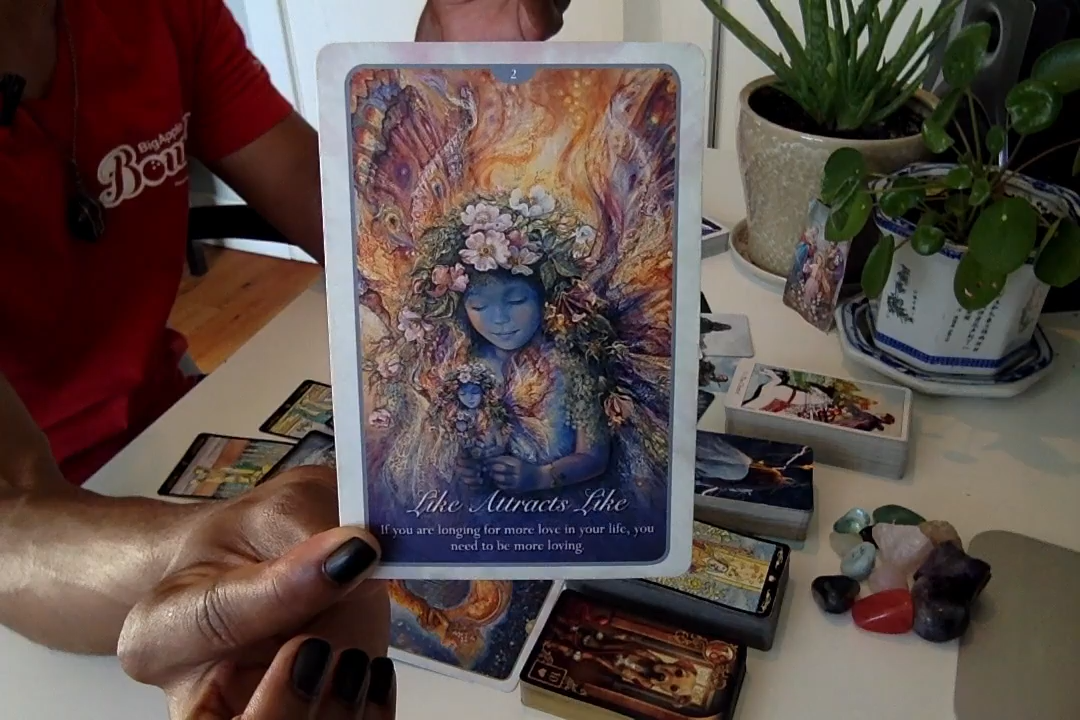 BigApple
2
Like Attracts Like
If you are longing for more love in your life, you
need to be more loving.